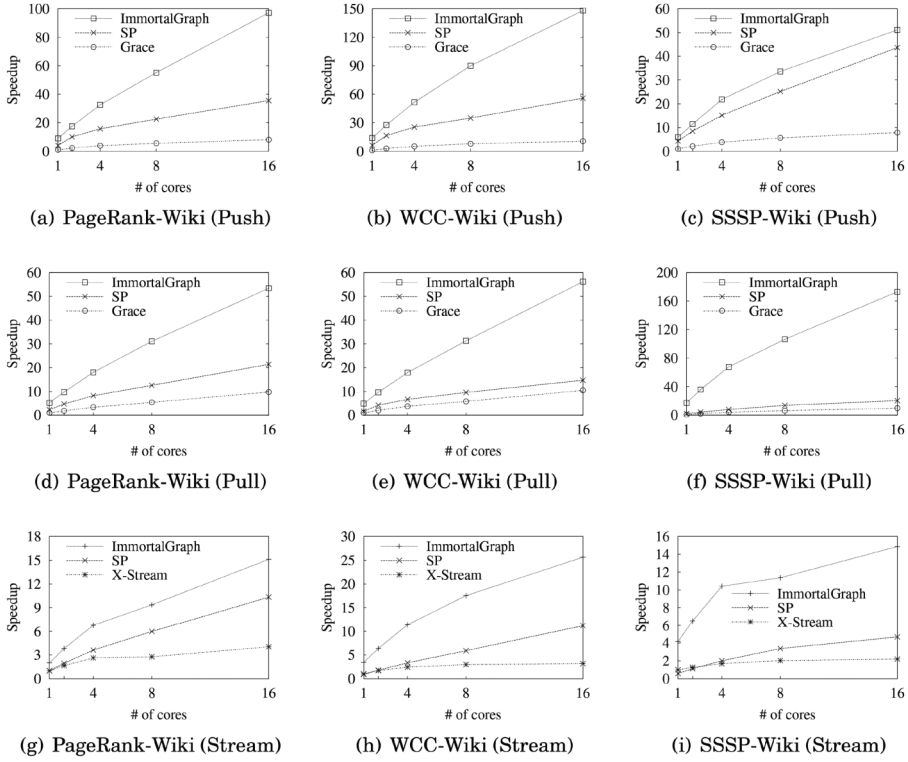 100
80
60
40
20
0
Speedup
ImmortalGraph
SP
Grace
1 4 8 16
# of cores
(a) PageRank-Wiki (Push)
150
120
90
60
30
0
Speedup
ImmortalGraph
SP
Grace
1 4 8 16
# of cores
(b) WCC-Wiki (Push)
60
50
40
30
20
10
0
Speedup
ImmortalGraph
SP
Grace
1 4 8 16
# of cores
(c) SSSP-Wiki (Push)
60
50
40
30
20
10
0
Speedup
ImmortalGraph
SP
Grace
1 4 8 16
# of cores
(d) PageRank-Wiki (Pull)
60
50
40
30
20
10
0
Speedup
ImmortalGraph
SP
Grace
1 4 8 16
# of cores
(e) WCC-Wiki (Pull)
200
160
120
80
40
0
Speedup
ImmortalGraph
SP
Grace
1 4 8 16
# of cores
(f) SSSP-Wiki (Pull)
18
15
12
9
6
3
0
Speedup
ImmortalGraph
SP
X-Stream
1 4 8 16
# of cores
(g) PageRank-Wiki (Stream)
30
25
20
15
10
5
0
Speedup
ImmortalGraph
SP
X-Stream
1 4 8 16
# of cores
(h) WCC-Wiki (Stream)
16
14
12
10
8
6
4
2
0
Speedup
ImmortalGraph
SP
X-Stream
1 4 8 16
# of cores
(i) SSSP-Wiki (Stream)